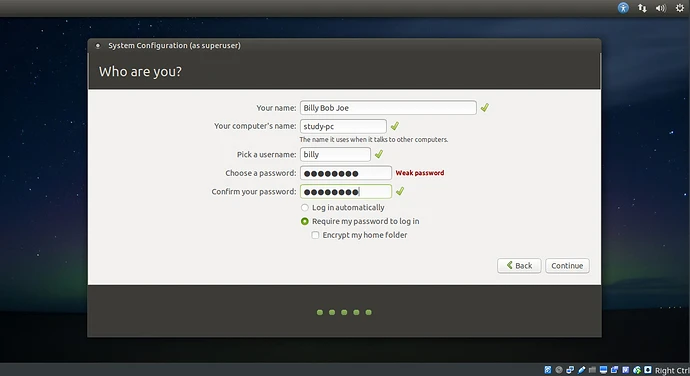 System Configuration (as superuser)
Who are you?
Your name: Billy Bob Joe
Your computer's name: study-pc
The name it uses when it talks to other computers.
Pick a username: billy
Choose a password: ●●●●●●●● Weak password
Confirm your password: ●●●●●●●●
Log in automatically
Require my password to log in
Encrypt my home folder
Back Continue
Right Ctrl